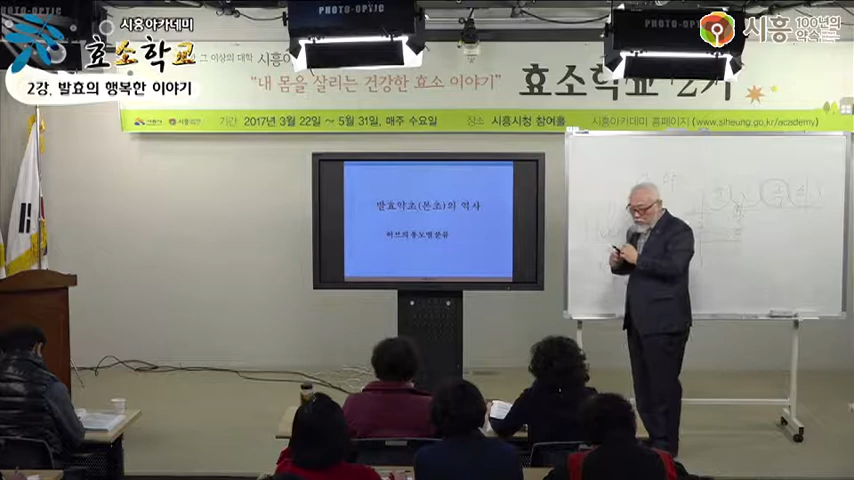 시흥아카데미
효소학교
2강. 발효의 행복한 이야기
PHOTO-OPTIC
PHOTO-OPTIC
시흥 100년의 약속
그 이상의 대학 시흥
"내 몸을 살리는 건강한 효소 이야기"
효소학교 2기
기간 2017년 3월 22일 ~ 5월 31일, 매주 수요일 장소 시흥시청 참여홀 시흥아카데미 홈페이지 (www.siheung.go.kr/academy)
발효약초(본초)의 역사
허브의 용도별 분류